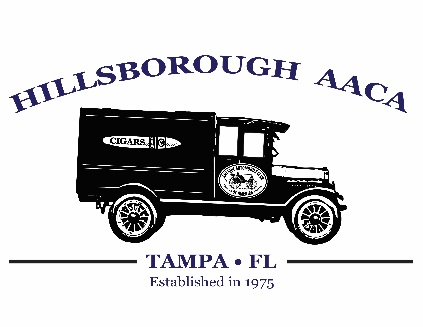 HILLSBOROUGH AACA
CIGARS
TAMPA • FL
Established in 1975